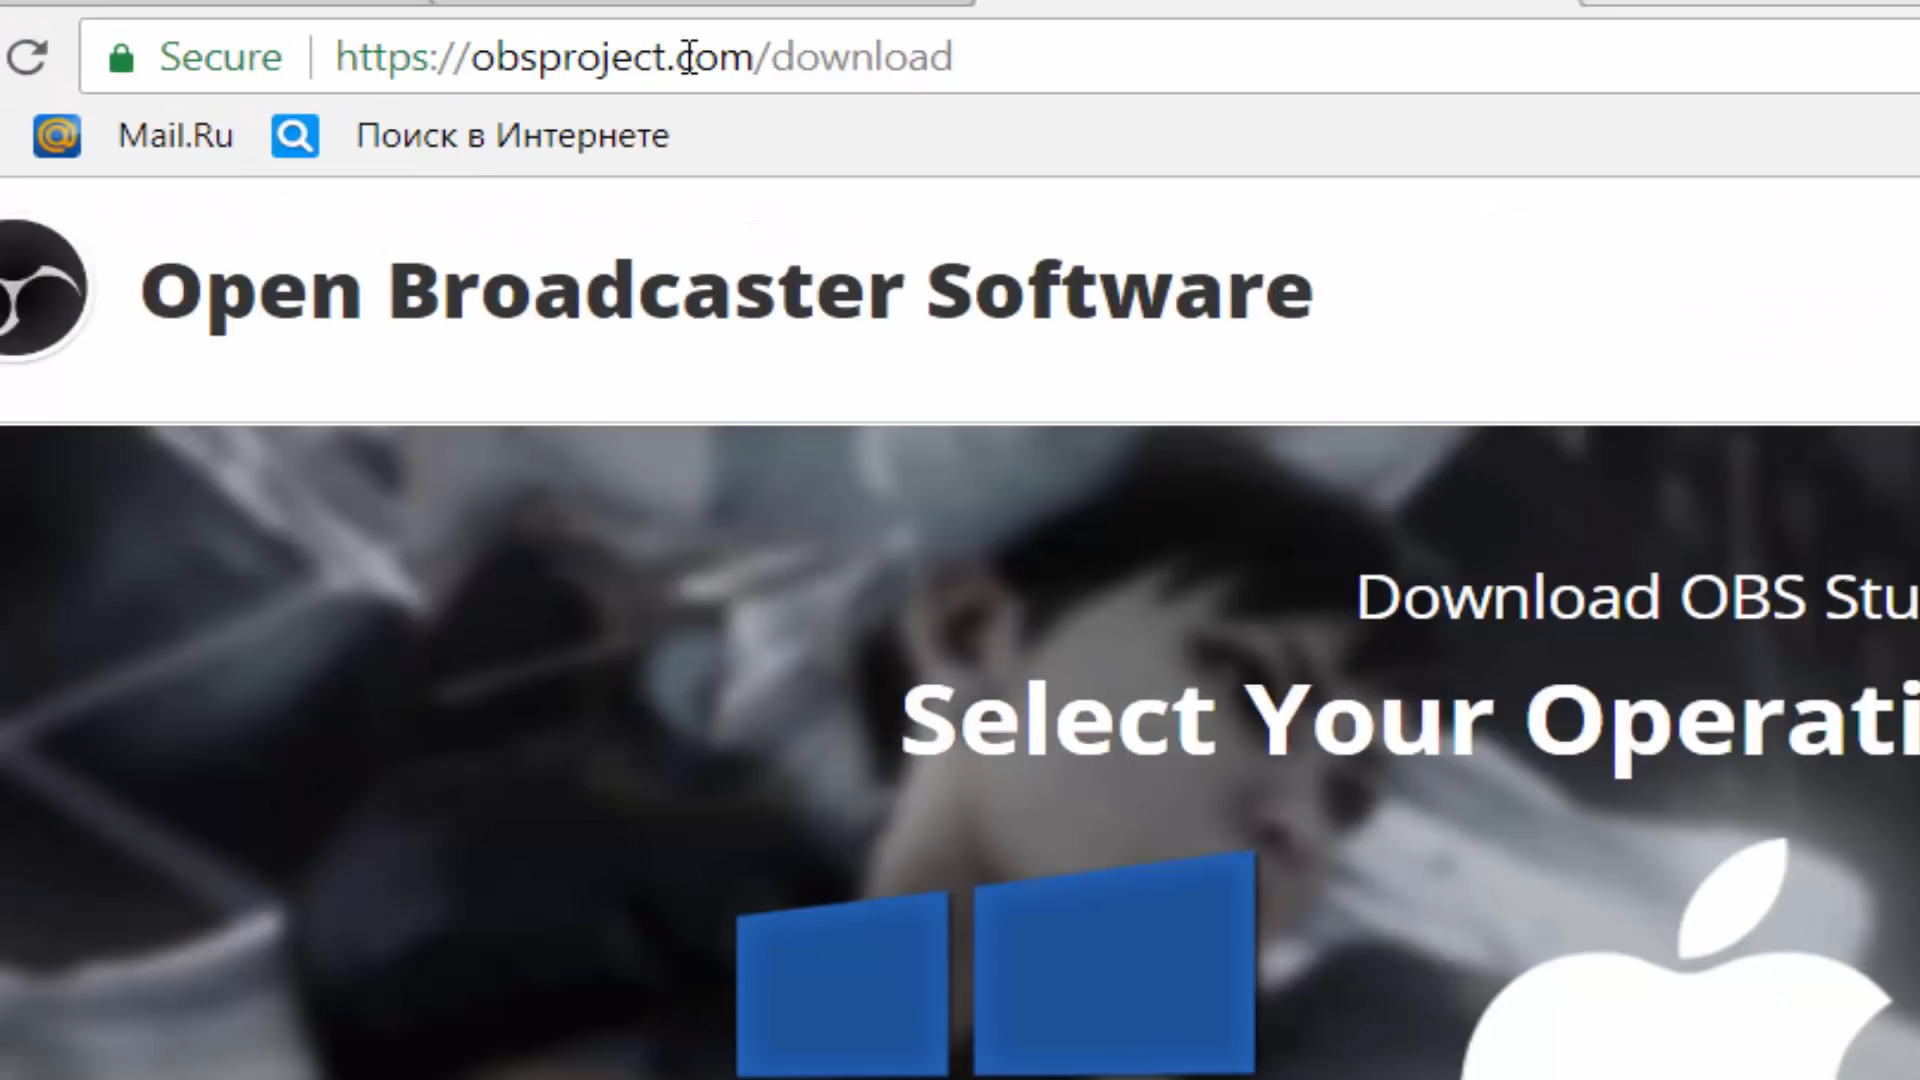 Secure https://obsproject.com/download
Mail.Ru Поиск в Интернете
Open Broadcaster Software
Download OBS Stu
Select Your Operati